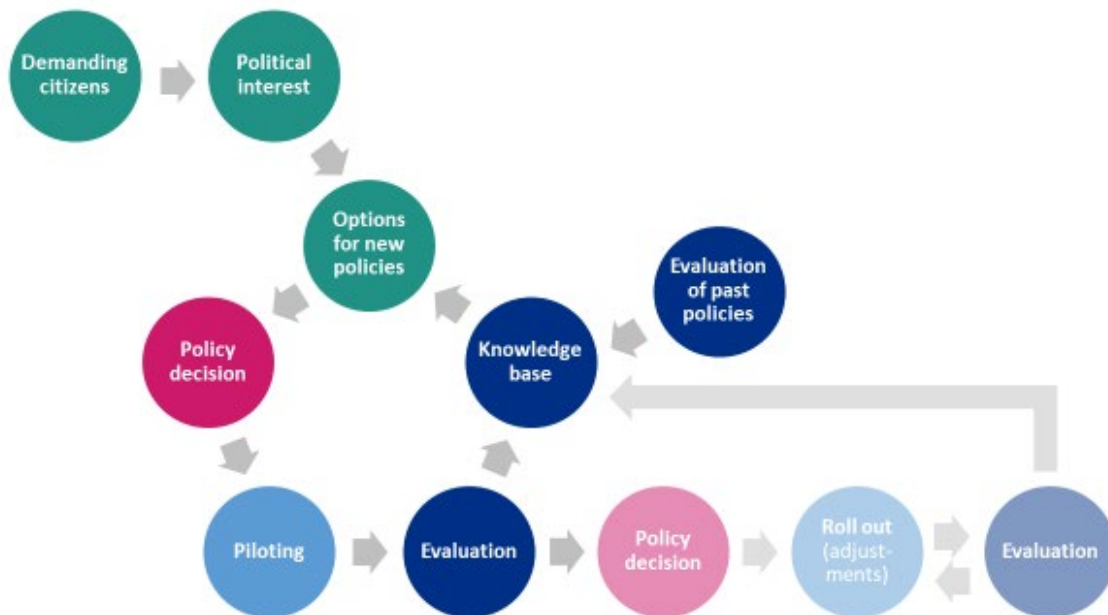 Demanding
citizens
Political
interest
Options
for new
policies
Evaluation
of past
policies
Policy
decision
Knowledge
base
Piloting
Evaluation
Policy
decision
Roll out
(adjust-
ments)
Evaluation